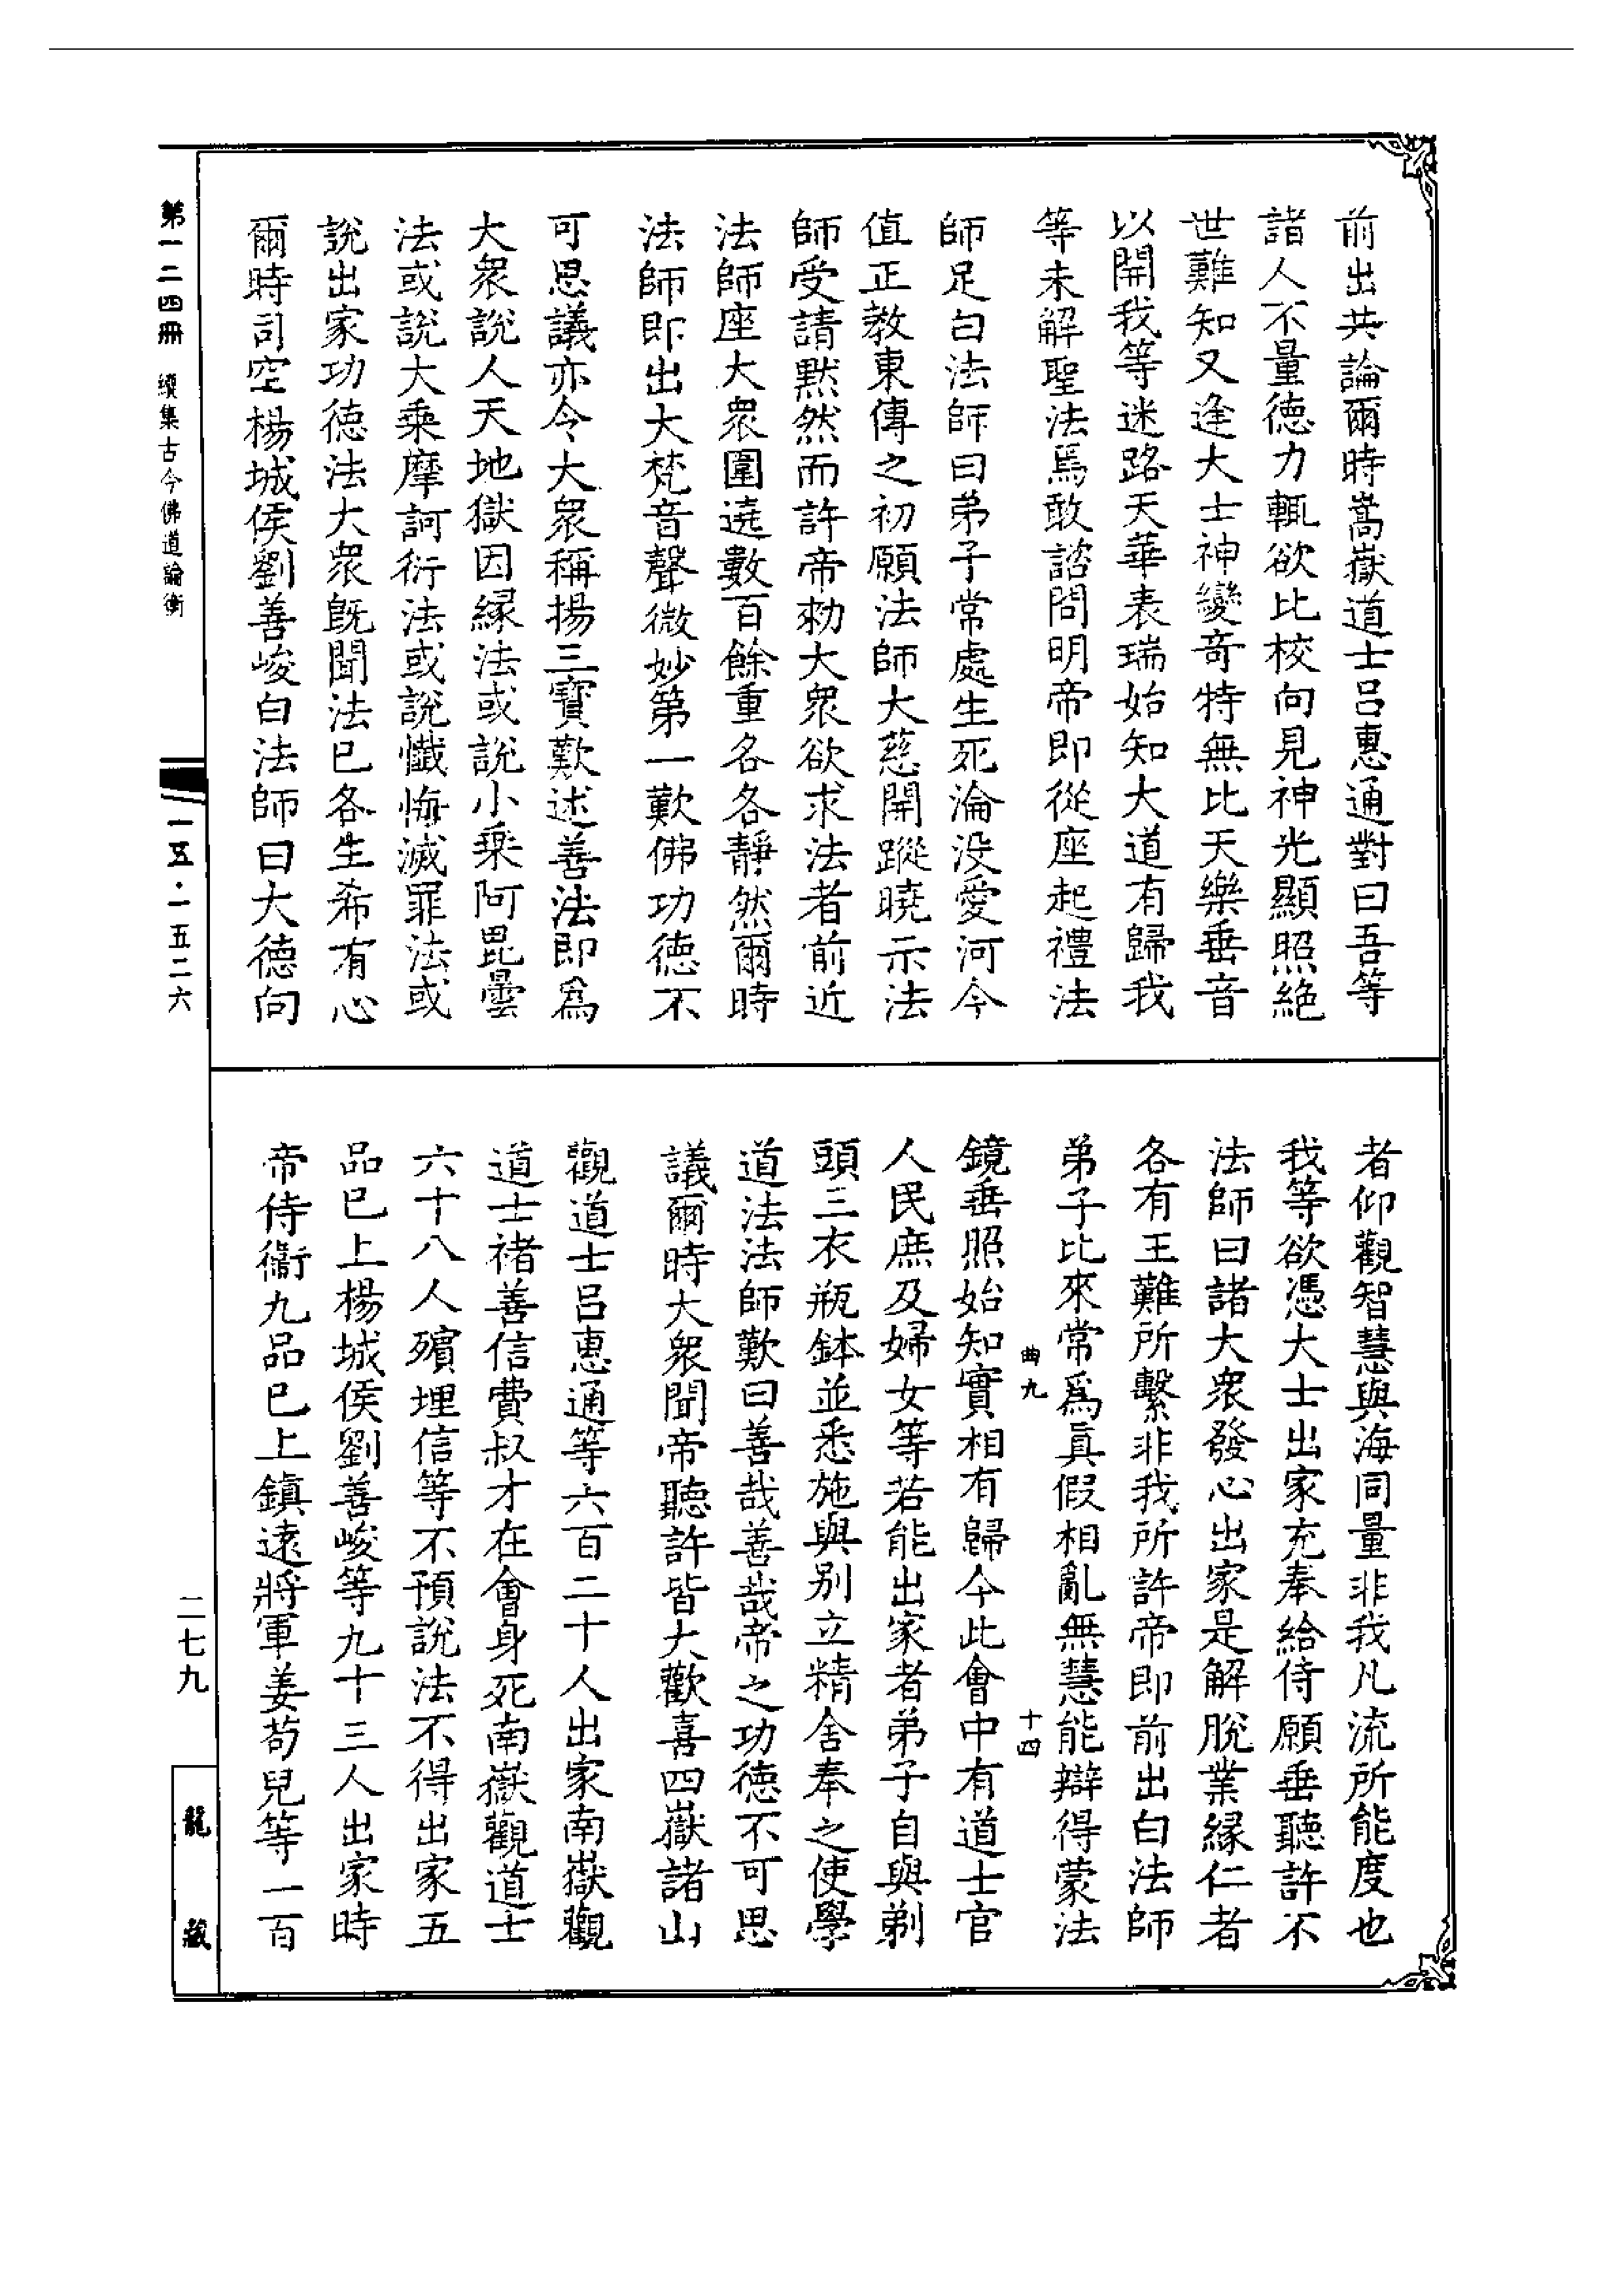 前出共論爾時嵩嶽道士呂惠通對曰吾等
諸人不量德力輒欲比校向見神光顯照絶
世難知又逢大士神變竒特無比天樂垂音
以開我等迷路天華表瑞始知大道有歸我
等未解聖法焉敢諮問明帝即從座起禮法
師足白法師曰弟子常處生死淪没愛河今
值正教東傳之初願法師大慈開蹤曉示法
師受請默然而許帝勑大衆欲求法者前近
法師座大衆圍遶數百餘重各各靜然爾時
法師即出大梵音聲微妙第一歎佛功德不
可思議亦令大衆稱揚三寶歎述善法即爲
大衆說人天地獄因緣法或說小乘阿毘曇
法或說大乘摩訶衍法或說懺悔滅罪法或
說出家功德法大衆既聞法已各生希有心
爾時司空楊城侯劉善峻白法師曰大德向
者仰觀智慧與海同量非我凡流所能度也
我等欲憑大士出家充奉給侍願垂聽許不
法師曰諸大衆發心出家是解脫業緣仁者
各有王難所繫非我所許帝即前出白法師
弟子比來常爲眞假相亂無慧能辯得蒙法
曲九
十四
鏡垂照始知實相有歸今此會中有道士官
人民庶及婦女等若能出家者弟子自與剃
頭三衣瓶鉢並悉施與别立精舍奉之使學
道法法師歎曰善哉善哉帝之功德不可思
議爾時大衆聞帝聽許皆大歡喜四嶽諸山
觀道士呂惠通等六百二十人出家南嶽觀
道士褚善信費叔才在會身死南嶽觀道士
六十八人殯埋信等不預說法不得出家五
品已上楊城侯劉善峻等九十三人出家時
帝侍衞九品已上鎮遠將軍姜苟兒等一百
第一二四冊 續集古今佛道論衡
一五·一五二六
二七九
龍藏